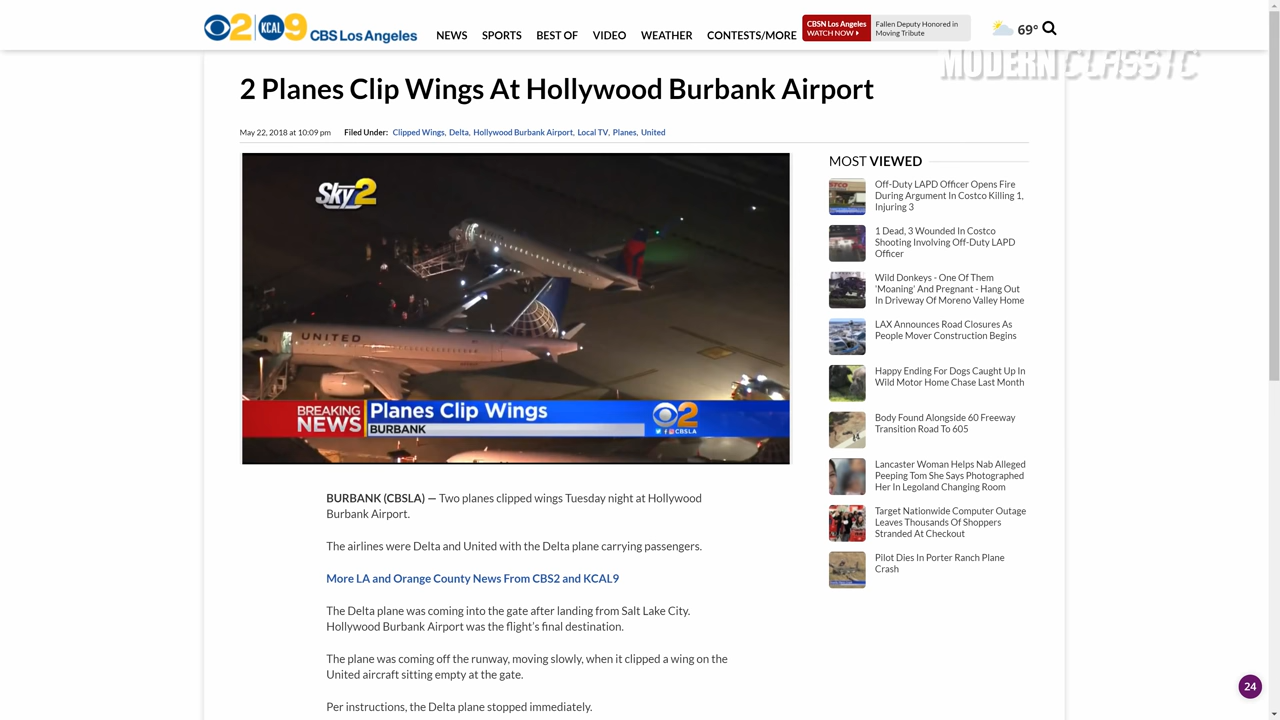 CBS 2 KCAL 9 CBS Los Angeles
NEWS SPORTS BEST OF VIDEO WEATHER CONTESTS/MORE
CBSN Los Angeles
WATCH NOW
Fallen Deputy Honored in
Moving Tribute
69°
MODERN CLASSIC
2 Planes Clip Wings At Hollywood Burbank Airport
May 22, 2018 at 10:09 pm Filed Under: Clipped Wings, Delta, Hollywood Burbank Airport, Local TV, Planes, United
Sky2
UNITED
BREAKING
NEWS
Planes Clip Wings
BURBANK
2
@CBSLA
BURBANK (CBSLA) — Two planes clipped wings Tuesday night at Hollywood
Burbank Airport.
The airlines were Delta and United with the Delta plane carrying passengers.
More LA and Orange County News From CBS2 and KCAL9
The Delta plane was coming into the gate after landing from Salt Lake City.
Hollywood Burbank Airport was the flight's final destination.
The plane was coming off the runway, moving slowly, when it clipped a wing on the
United aircraft sitting empty at the gate.
Per instructions, the Delta plane stopped immediately.
MOST VIEWED
Off-Duty LAPD Officer Opens Fire
During Argument In Costco Killing 1,
Injuring 3
1 Dead, 3 Wounded In Costco
Shooting Involving Off-Duty LAPD
Officer
Wild Donkeys - One Of Them
'Moaning' And Pregnant - Hang Out
In Driveway Of Moreno Valley Home
LAX Announces Road Closures As
People Mover Construction Begins
Happy Ending For Dogs Caught Up In
Wild Motor Home Chase Last Month
Body Found Alongside 60 Freeway
Transition Road To 605
Lancaster Woman Helps Nab Alleged
Peeping Tom She Says Photographed
Her In Legoland Changing Room
Target Nationwide Computer Outage
Leaves Thousands Of Shoppers
Stranded At Checkout
Pilot Dies In Porter Ranch Plane
Crash
24